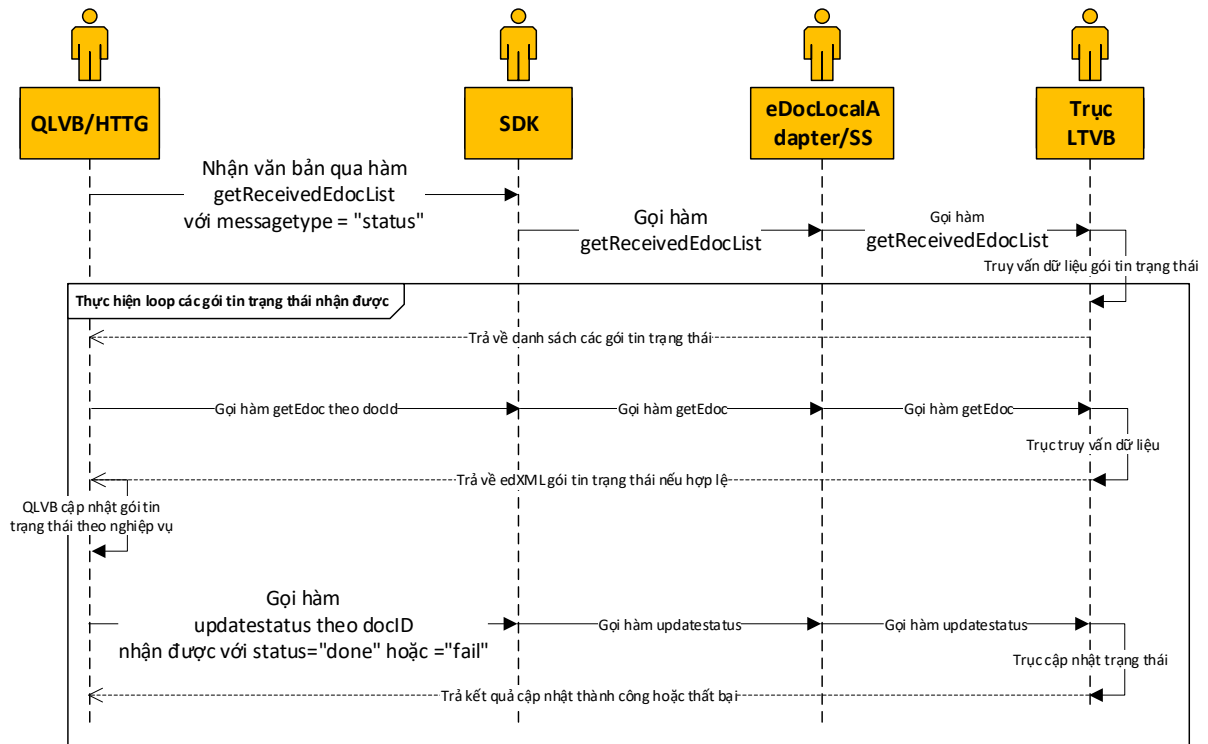 QLVB/HTTG
SDK
eDocLocalA
dapter/SS
Trục
LTVB
Nhận văn bản qua hàm
getReceivedEdocList
với messagetype = "status"
Gọi hàm
getReceivedEdocList
Gọi hàm
getReceivedEdocList
Truy vấn dữ liệu gói tin trạng thái
Thực hiện loop các gói tin trạng thái nhận được
Trả về danh sách các gói tin trạng thái
Gọi hàm getEdoc theo docId
Gọi hàm getEdoc
Gọi hàm getEdoc
Trục truy vấn dữ liệu
Trả về edXML gói tin trạng thái nếu hợp lệ
QLVB cập nhật gói tin
trạng thái theo nghiệp vụ
Gọi hàm
updatestatus theo docID
nhận được với status="done" hoặc ="fail"
Gọi hàm updatestatus
Gọi hàm updatestatus
Trục cập nhật trạng thái
Trả kết quả cập nhật thành công hoặc thất bại